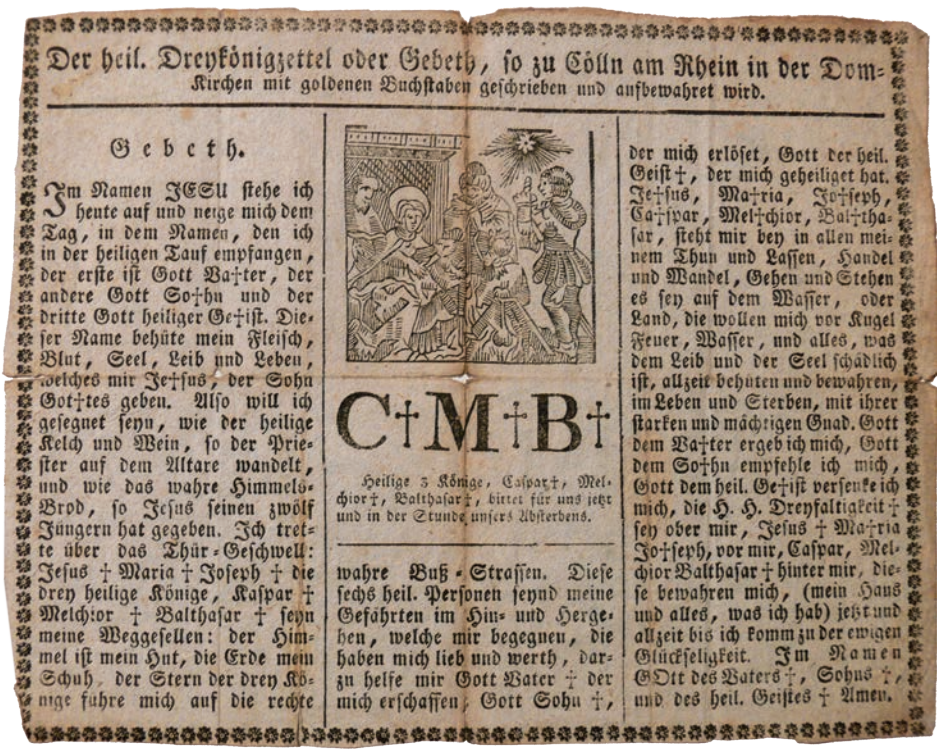 Der heil. Dreykönigzettel oder Gebeth, so zu Cölln am Rhein in der Dom-
Kirchen mit goldenen Buchstaben geschrieben und aufbewahret wird.
Gebeth.
Im Namen JESU stehe ich
heute auf und neige mich dem
Tag, in dem Namen, den ich
in der heiligen Tauf empfangen,
der erste ist Gott Va†ter, der
andere Gott So†hn und der
dritte Gott heiliger Ge†ist. Die-
ser Name behüte mein Fleisch,
Blut, Seel, Leib und Leben,
welches mir Je†sus, der Sohn
Got†tes geben. Also will ich
gesegnet seyn, wie der heilige
Kelch und Wein, so der Prie-
ster auf dem Altare wandelt,
und wie das wahre Himmels-
Brod, so Jesus seinen zwölf
Jüngern hat gegeben. Ich tret-
te über das Thür-Geschwell:
Jesus † Maria † Joseph † die
drey heilige Könige, Kaspar †
Melchior † Balthasar † seyn
meine Weggesellen: der Him-
mel ist mein Hut, die Erde mein
Schuh, der Stern der drey Kö-
nige führe mich auf die rechte
C†M†B†
Heilige 3 Könige, Caspar†, Mel-
chior†, Balthasar†, bittet für uns jetzt
und in der Stunde unsers Absterbens.
wahre Buß-Strassen. Diese
sechs heil. Personen seynd meine
Gefährten im Hin- und Herge-
hen, welche mir begegnen, die
haben mich lieb und werth, dar-
zu helfe mir Gott Vater † der
mich erschaffen, Gott Sohn †,
der mich erlöset, Gott der heil.
Geist†, der mich geheiliget hat.
Je†sus, Ma†ria, Jo†seph,
Ca†spar, Mel†chior, Bal†tha-
sar, steht mir bey in allen mei-
nem Thun und Lassen, Handel
und Wandel, Gehen und Stehen
es sey auf dem Wasser, oder
Land, die wollen mich vor Kugel
Feuer, Wasser, und alles, was
dem Leib und der Seel schädlich
ist, allzeit behüten und bewahren,
im Leben und Sterben, mit ihrer
starken und mächtigen Gnad. Gott
dem Va†ter ergeb ich mich, Gott
dem So†hn empfehle ich mich,
Gott dem heil. Ge†ist versenke ich
mich, die H. H. Dreyfaltigkeit †
sey ober mir, Jesus † Ma†ria
Jo†seph, vor mir, Caspar, Mel-
chior Balthasar † hinter mir, die-
se bewahren mich, (mein Haus
und alles, was ich hab) jetzt und
allzeit bis ich komm zu der ewigen
Glückseligkeit. Im Namen
GOtt des Vaters†, Sohns †,
und des heil. Geistes † Amen.